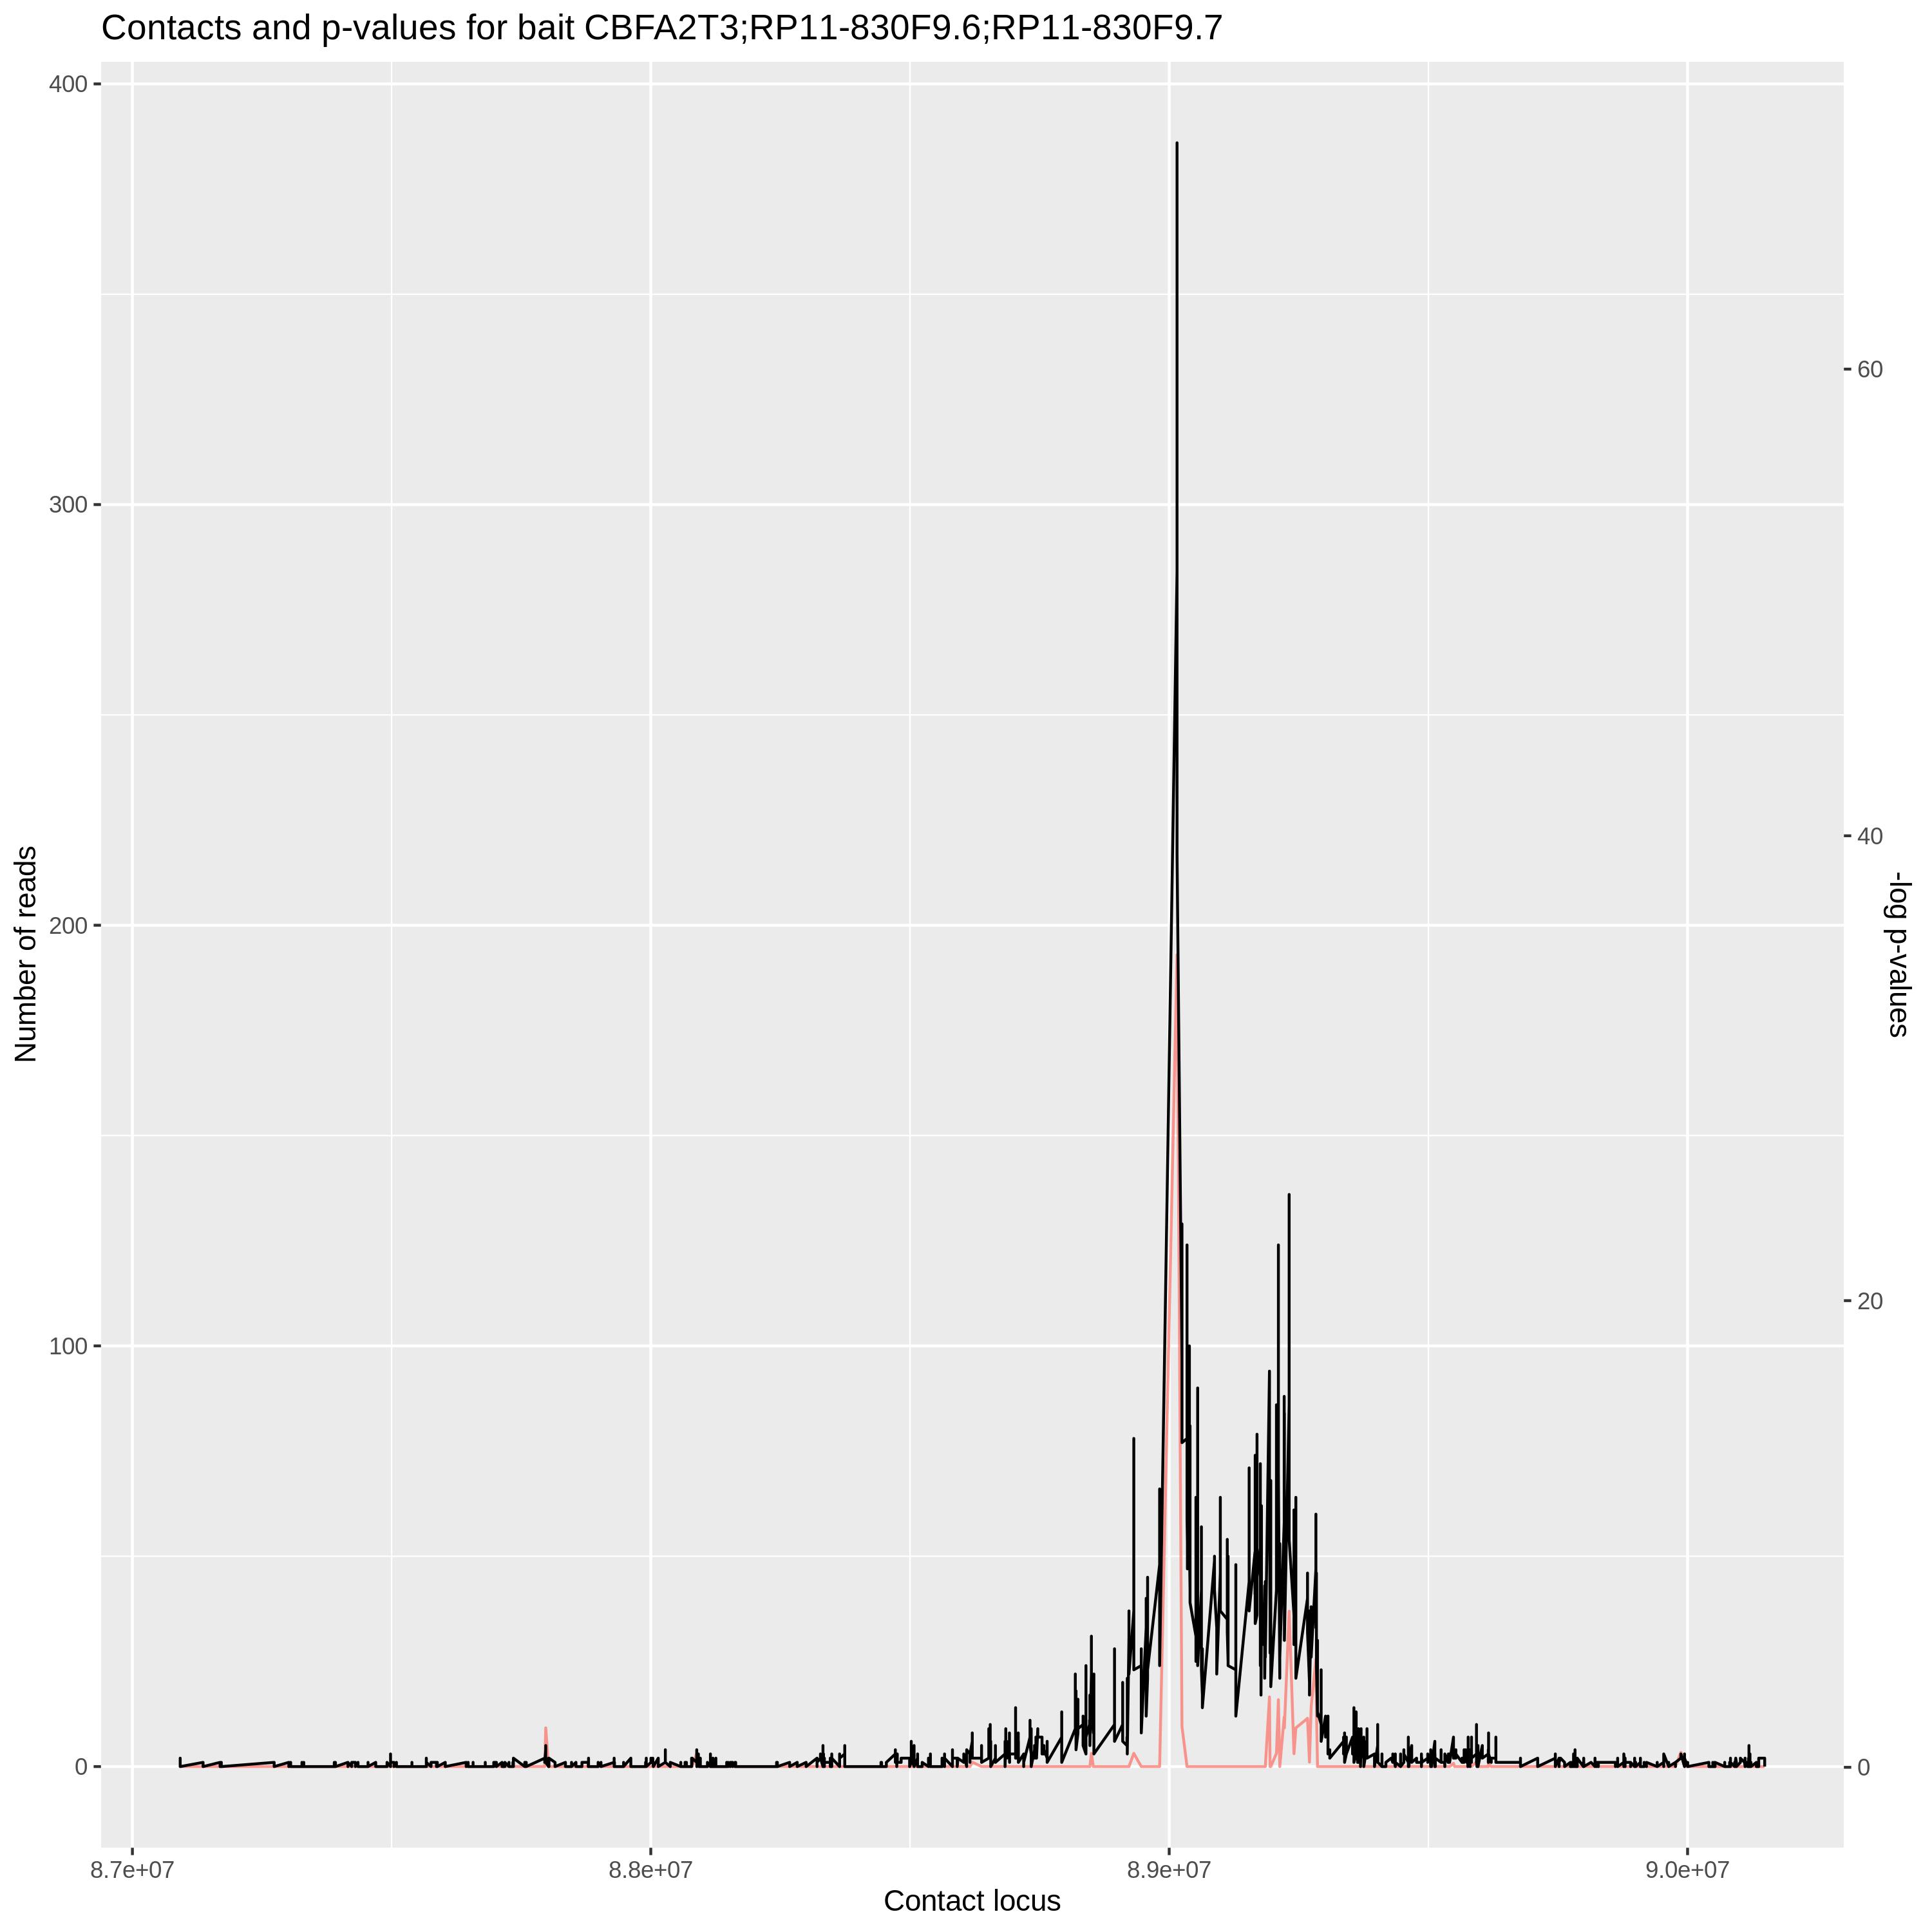 Contacts and p-values for bait CBFA2T3;RP11-830F9.6;RP11-830F9.7
400
300
200
100
0
Number of reads
60
40
20
0
-log p-values
8.7e+07
8.8e+07
8.9e+07
9.0e+07
Contact locus